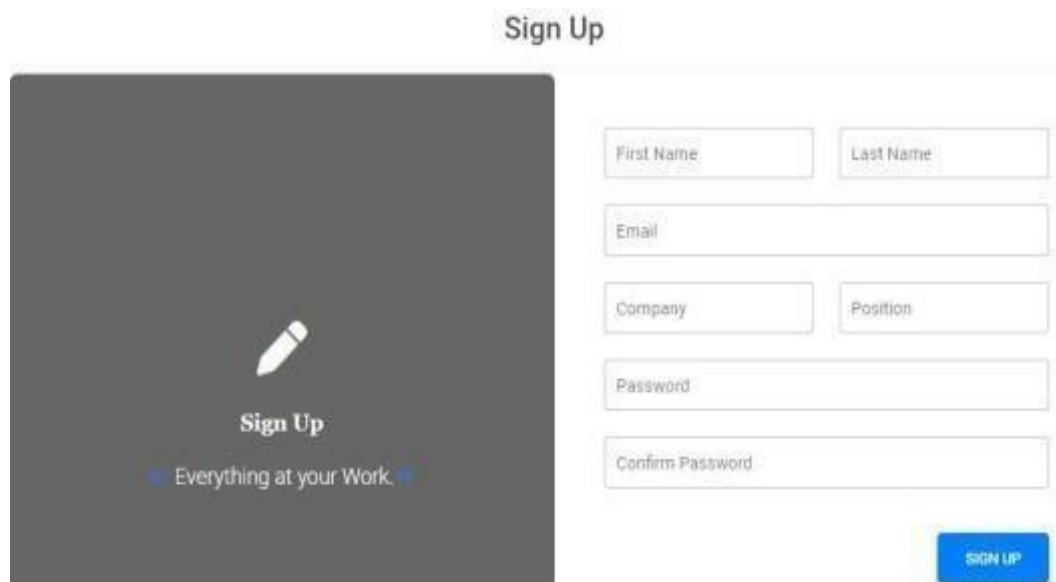 Sign Up
First Name
Last Name
Email
Company
Position
Password
Confirm Password
Sign Up
Everything at your Work.
SIGN UP